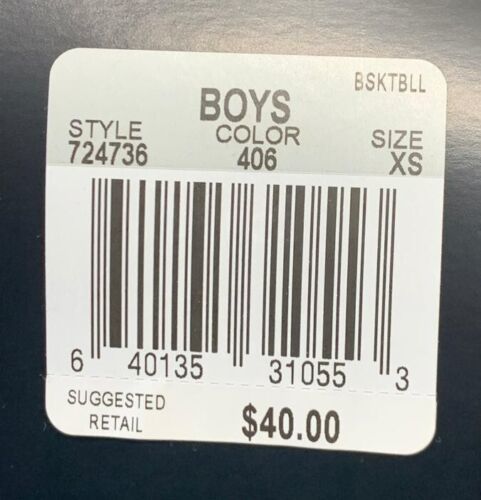 BSKTBLL
BOYS
STYLE COLOR SIZE
724736 406 XS
6 40135 31055 3
SUGGESTED
RETAIL $40.00